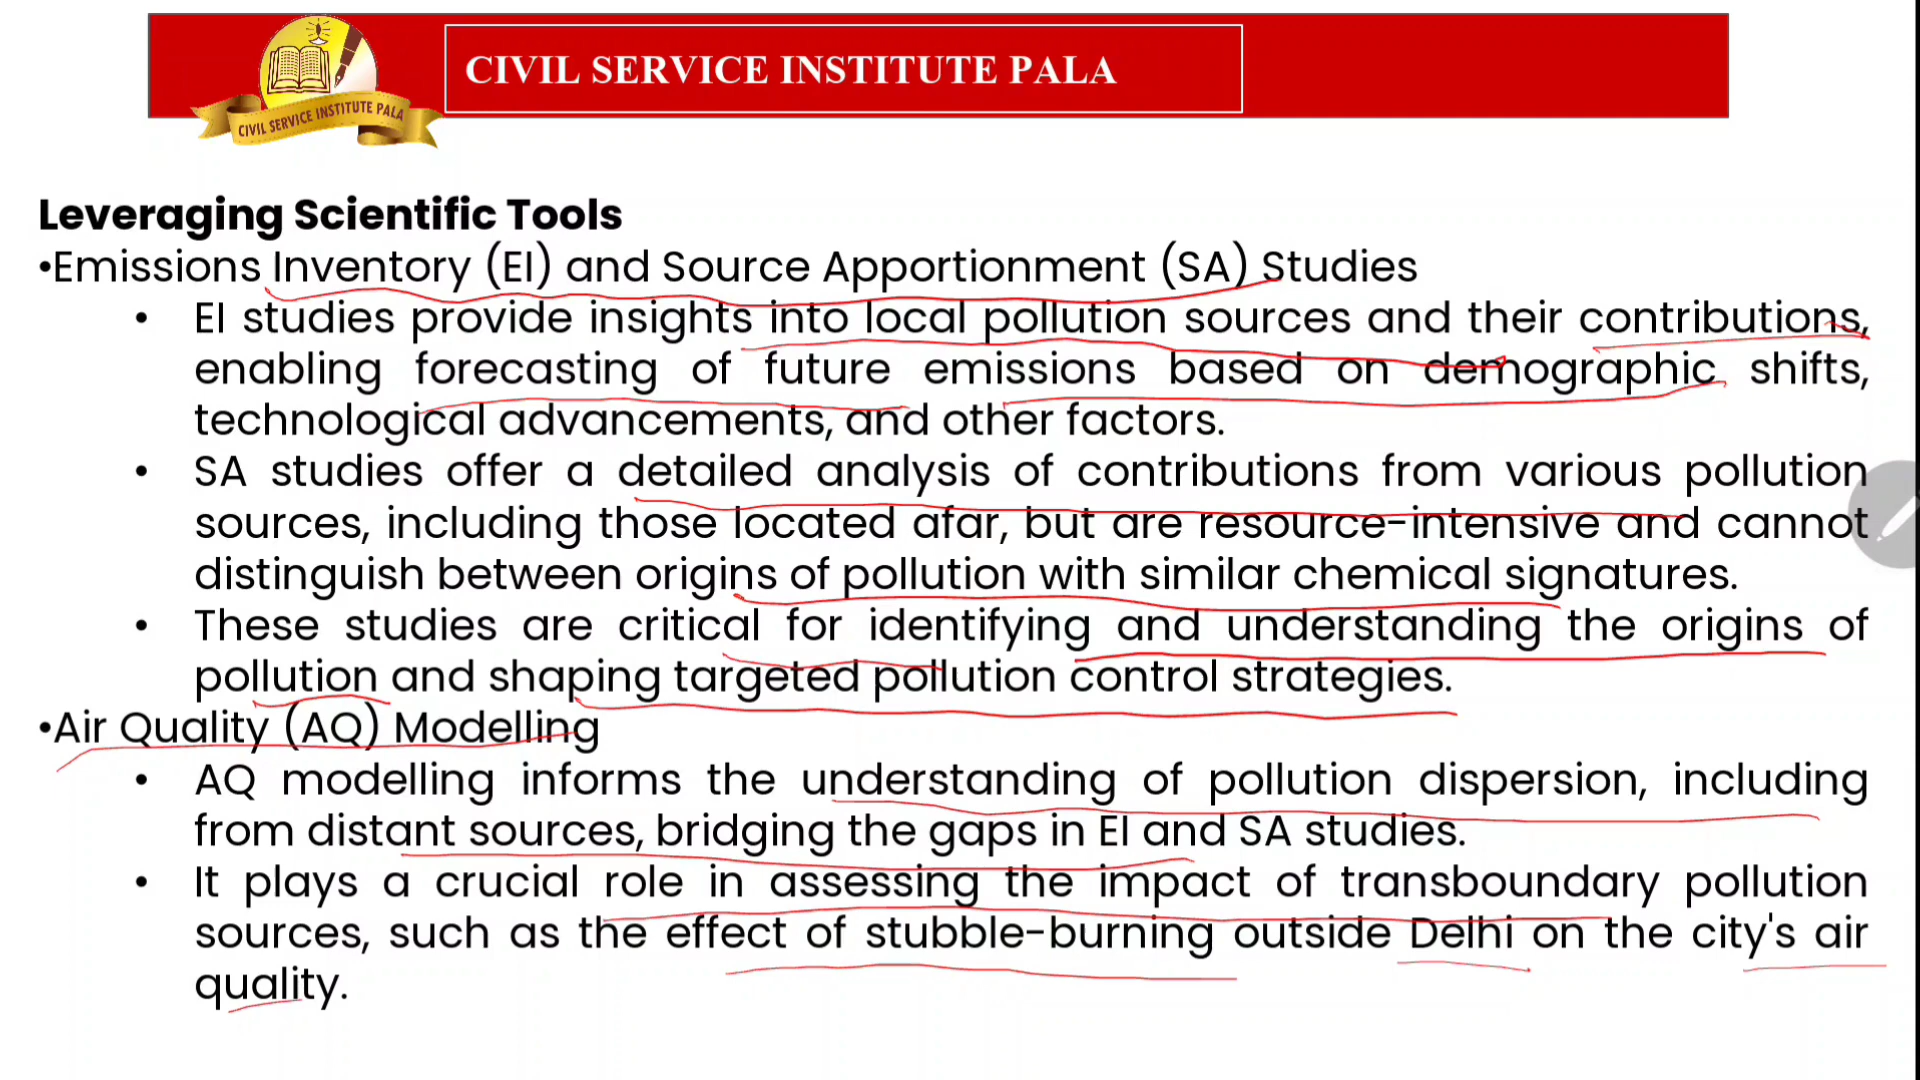 CIVIL SERVICE INSTITUTE PALA
CIVIL SERVICE INSTITUTE PALA
Leveraging Scientific Tools
•Emissions Inventory (EI) and Source Apportionment (SA) Studies
• EI studies provide insights into local pollution sources and their contributions,
enabling forecasting of future emissions based on demographic shifts,
technological advancements, and other factors.
• SA studies offer a detailed analysis of contributions from various pollution
sources, including those located afar, but are resource-intensive and cannot
distinguish between origins of pollution with similar chemical signatures.
• These studies are critical for identifying and understanding the origins of
pollution and shaping targeted pollution control strategies.
•Air Quality (AQ) Modelling
• AQ modelling informs the understanding of pollution dispersion, including
from distant sources, bridging the gaps in EI and SA studies.
• It plays a crucial role in assessing the impact of transboundary pollution
sources, such as the effect of stubble-burning outside Delhi on the city's air
quality.